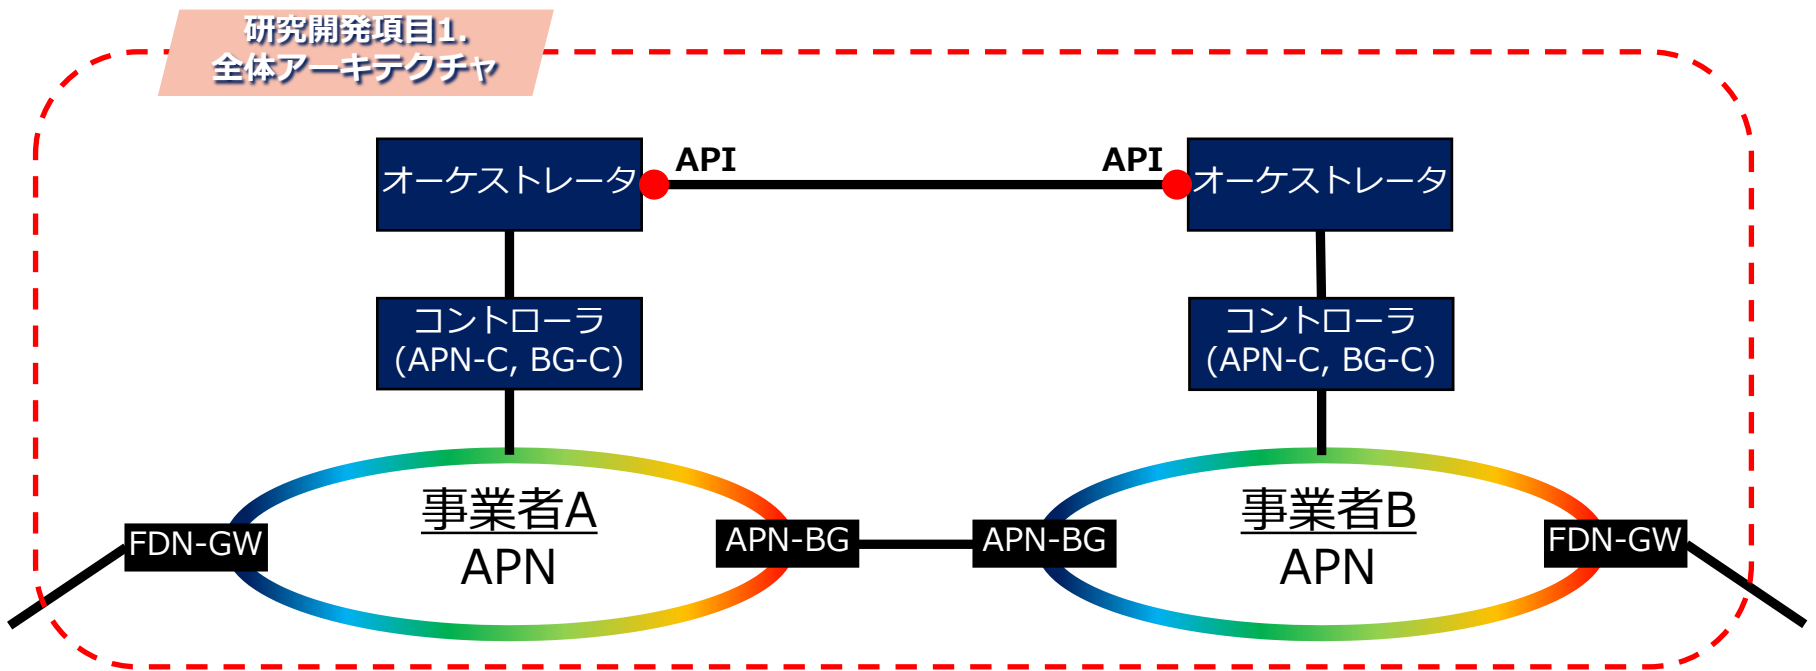 研究開発項目1.
全体アーキテクチャ
オーケストレータ
API
API
オーケストレータ
コントローラ
(APN-C, BG-C)
コントローラ
(APN-C, BG-C)
事業者A
APN
事業者B
APN
FDN-GW
APN-BG
APN-BG
FDN-GW